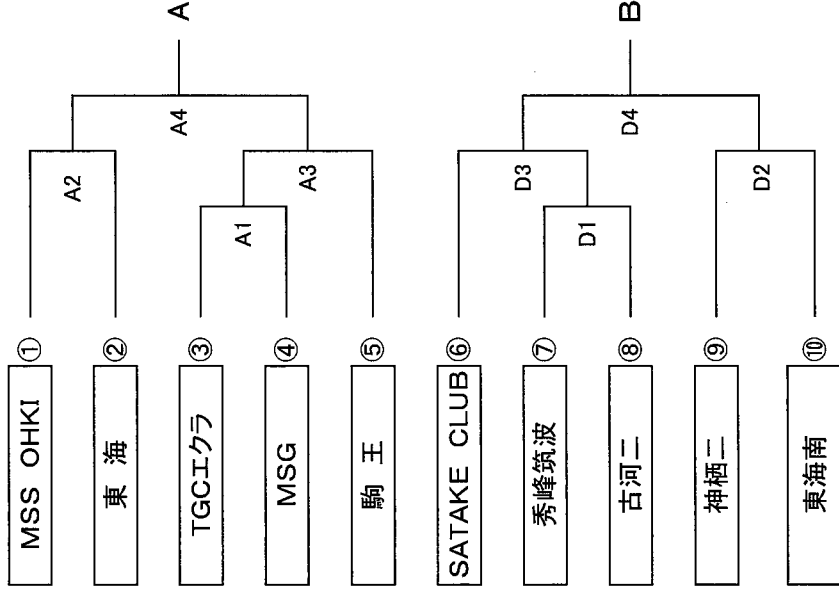 MSS OHKI ①
東 海 ②
TGCエクラ ③
MSG ④
駒 王 ⑤
SATAKE CLUB ⑥
秀峰筑波 ⑦
古河二 ⑧
神栖二 ⑨
東海南 ⑩
A1
A2
A3
A4
A
D1
D2
D3
D4
B